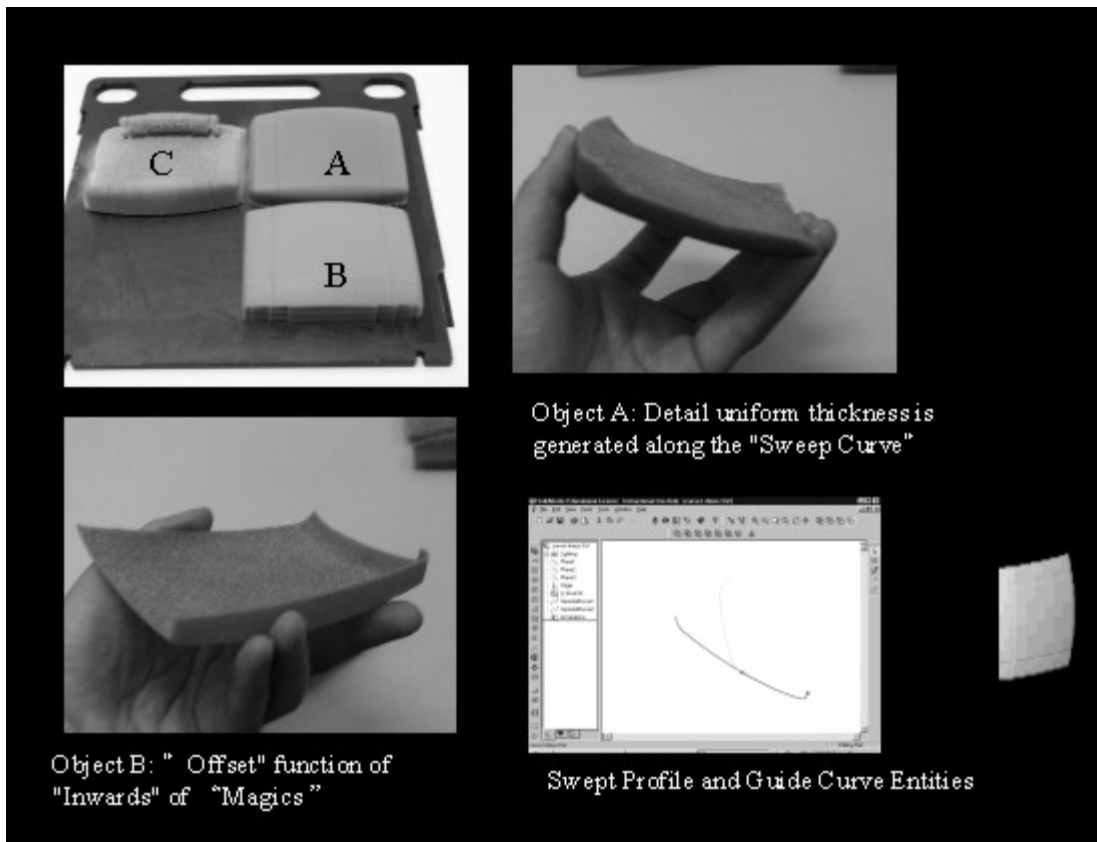 C
A
B
Object A: Detail uniform thickness is
generated along the "Sweep Curve"
Object B: " Offset" function of
"Inwards" of "Magics"
Swept Profile and Guide Curve Entities